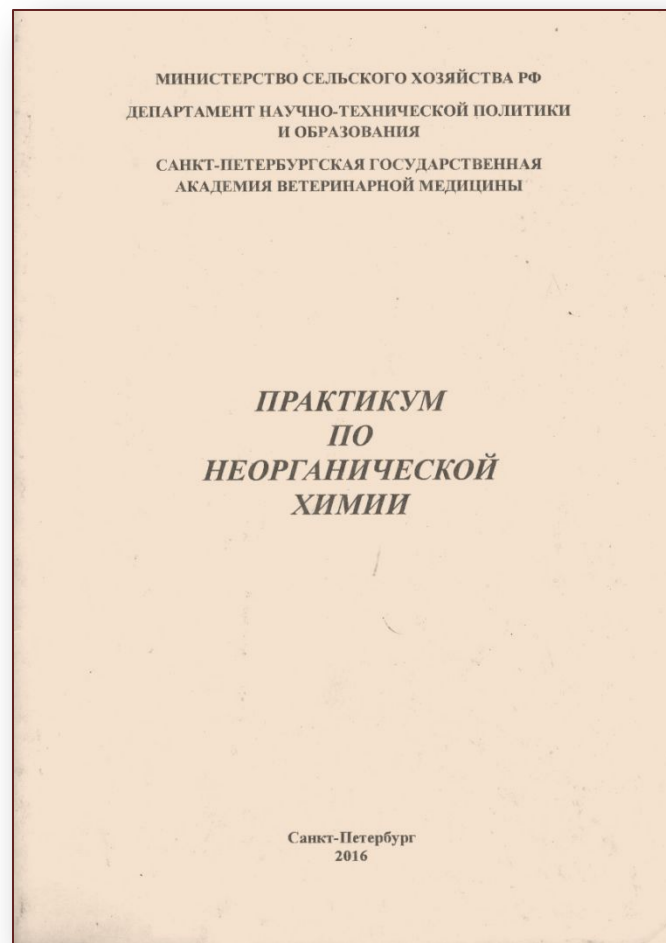 МИНИСТЕРСТВО СЕЛЬСКОГО ХОЗЯЙСТВА РФ
ДЕПАРТАМЕНТ НАУЧНО-ТЕХНИЧЕСКОЙ ПОЛИТИКИ
И ОБРАЗОВАНИЯ
САНКТ-ПЕТЕРБУРГСКАЯ ГОСУДАРСТВЕННАЯ
АКАДЕМИЯ ВЕТЕРИНАРНОЙ МЕДИЦИНЫ
ПРАКТИКУМ
ПО
НЕОРГАНИЧЕСКОЙ
ХИМИИ
Санкт-Петербург
2016